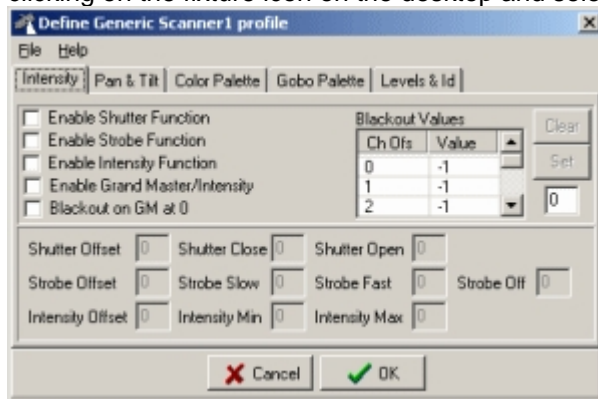 clicking on the fixture icon on the desktop and sele
Define Generic Scanner1 profile
File Help
Intensity Pan & Tilt Color Palette Gobo Palette Levels & Id
Enable Shutter Function
Enable Strobe Function
Enable Intensity Function
Enable Grand Master/Intensity
Blackout on GM at 0
Blackout Values
Ch Ofs Value
0 -1
1 -1
2 -1
Clear
Set
0
Shutter Offset 0 Shutter Close 0 Shutter Open 0
Strobe Offset 0 Strobe Slow 0 Strobe Fast 0 Strobe Off 0
Intensity Offset 0 Intensity Min 0 Intensity Max 0
Cancel OK